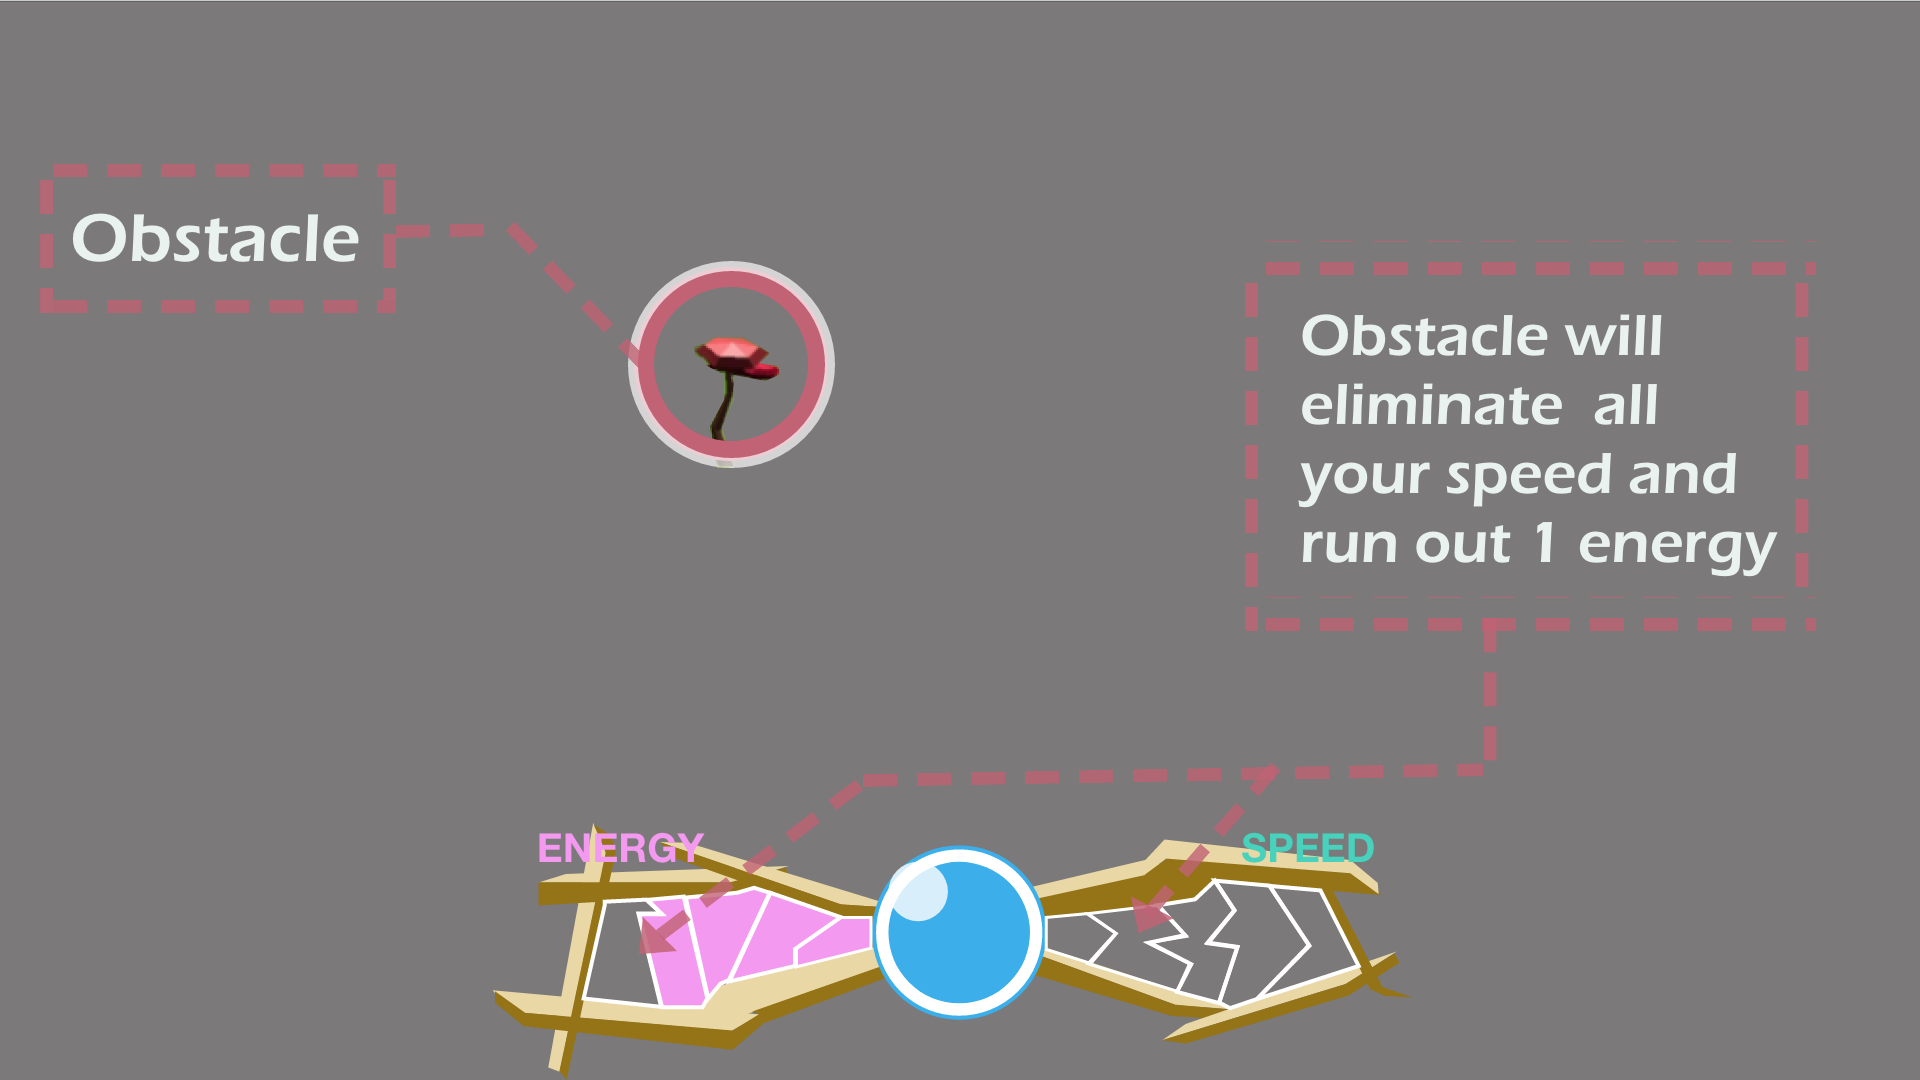 Obstacle
Obstacle will
eliminate all
your speed and
run out 1 energy
ENERGY
SPEED